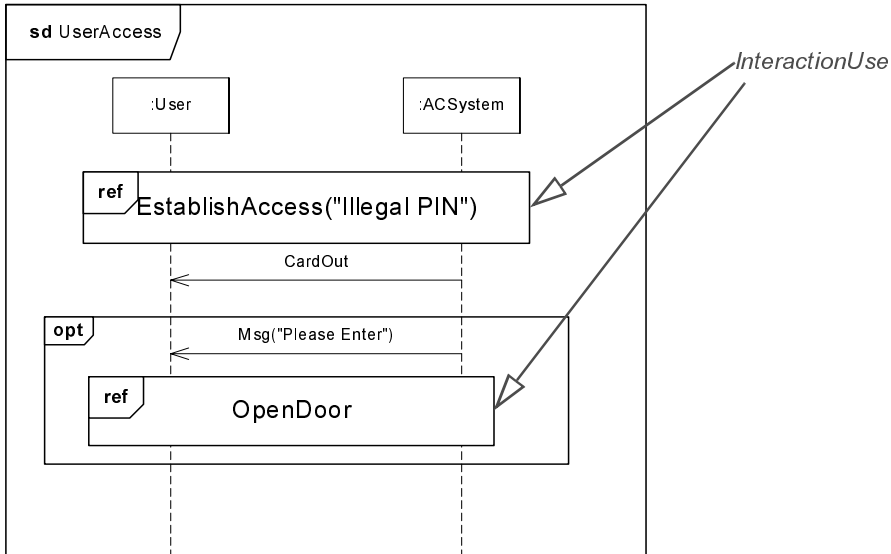 sd UserAccess
InteractionUse
:User
:ACSystem
ref
EstablishAccess("Illegal PIN")
CardOut
opt
Msg("Please Enter")
ref
OpenDoor